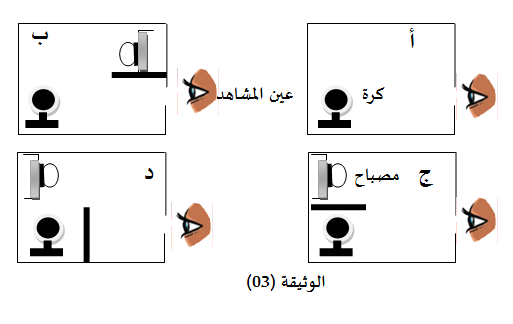 أ
ب
كرة
عين المشاهد
ج
مصباح
د
الوثيقة (03)